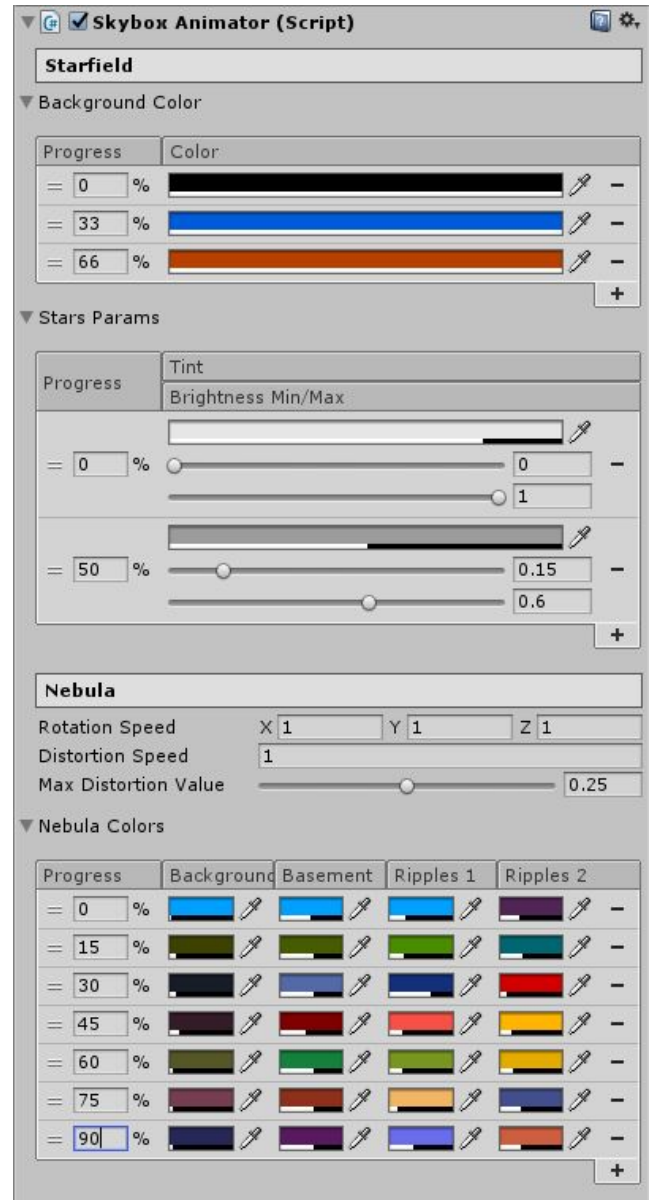 Skybox Animator (Script)
Starfield
Background Color
Progress Color
0 %
33 %
66 %
+
Stars Params
Progress
Tint
Brightness Min/Max
0 %
0
1
50 %
0.15
0.6
+
Nebula
Rotation Speed X 1 Y 1 Z 1
Distortion Speed 1
Max Distortion Value 0.25
Nebula Colors
Progress Background Basement Ripples 1 Ripples 2
0 %
15 %
30 %
45 %
60 %
75 %
90 %
+